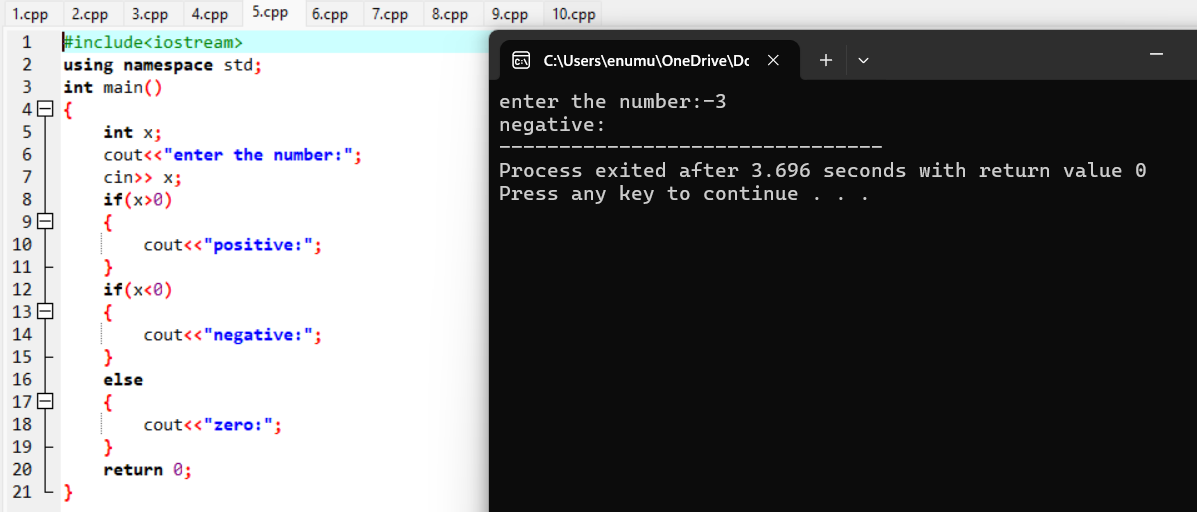 1.cpp 2.cpp 3.cpp 4.cpp 5.cpp 6.cpp 7.cpp 8.cpp 9.cpp 10.cpp
1 #include<iostream>
2 using namespace std;
3 int main()
4 {
5 int x;
6 cout<<"enter the number:";
7 cin>> x;
8 if(x>0)
9 {
10 cout<<"positive:";
11 }
12 if(x<0)
13 {
14 cout<<"negative:";
15 }
16 else
17 {
18 cout<<"zero:";
19 }
20 return 0;
21 }
C:\Users\enumu\OneDrive\Dc
enter the number:-3
negative:
--------------------------------
Process exited after 3.696 seconds with return value 0
Press any key to continue . . .